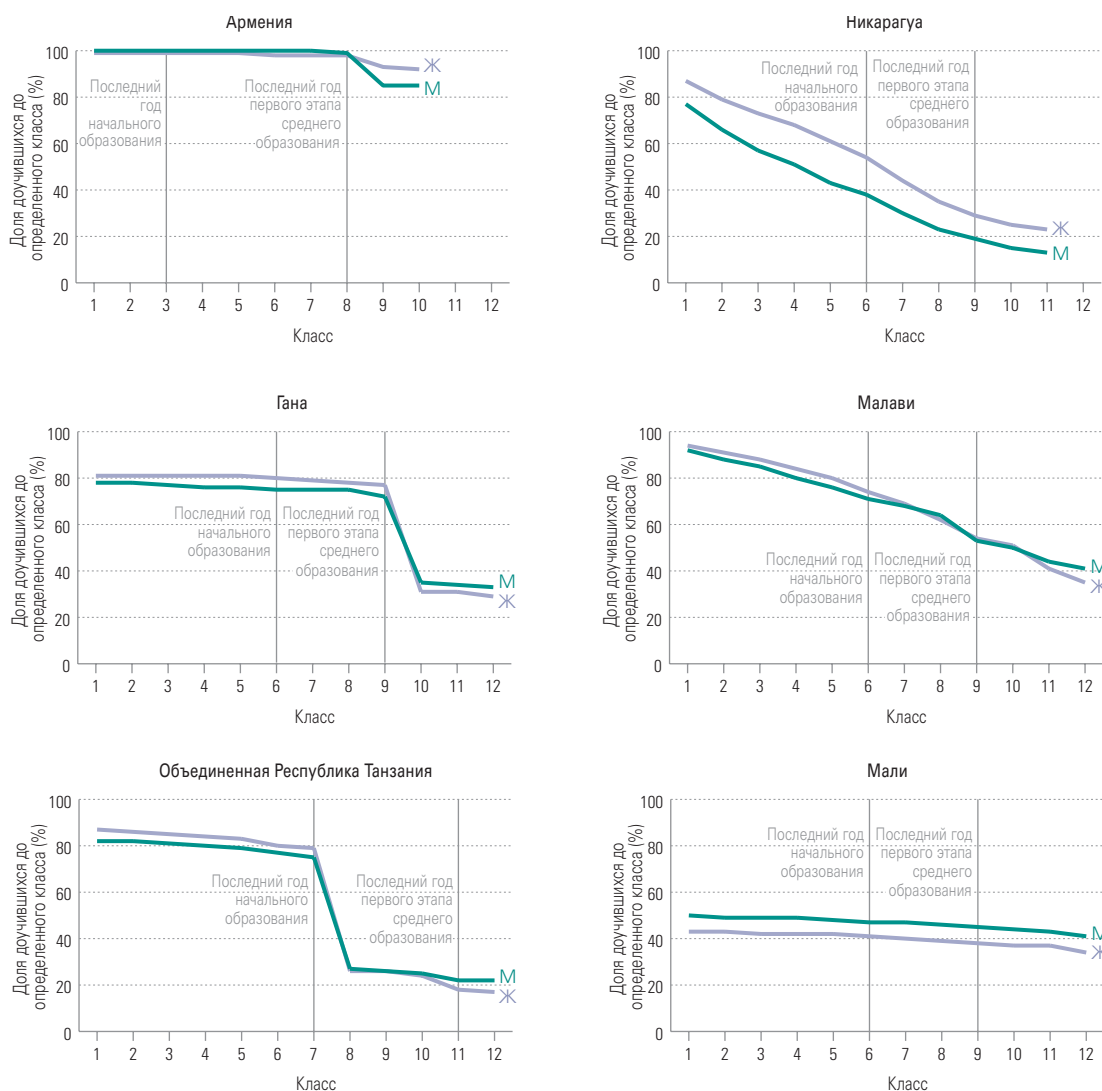 Армения
Доля доучившихся до
определенного класса (%)
100
80
60
40
20
0
Последний
год
начального
образования
Последний год
первого этапа
среднего
образования
Ж
М
1 2 3 4 5 6 7 8 9 10 11 12
Класс
Никарагуа
Доля доучившихся до
определенного класса (%)
100
80
60
40
20
0
Последний год
начального
образования
Последний год
первого этапа
среднего
образования
Ж
М
1 2 3 4 5 6 7 8 9 10 11 12
Класс
Гана
Доля доучившихся до
определенного класса (%)
100
80
60
40
20
0
Последний год
начального
образования
Последний год
первого этапа
среднего
образования
М
Ж
1 2 3 4 5 6 7 8 9 10 11 12
Класс
Малави
Доля доучившихся до
определенного класса (%)
100
80
60
40
20
0
Последний год
начального
образования
Последний год
первого этапа
среднего
образования
М
Ж
1 2 3 4 5 6 7 8 9 10 11 12
Класс
Объединенная Республика Танзания
Доля доучившихся до
определенного класса (%)
100
80
60
40
20
0
Последний год
начального
образования
Последний год
первого этапа
среднего
образования
М
Ж
1 2 3 4 5 6 7 8 9 10 11 12
Класс
Мали
Доля доучившихся до
определенного класса (%)
100
80
60
40
20
0
Последний год
начального
образования
Последний год
первого этапа
среднего
образования
М
Ж
1 2 3 4 5 6 7 8 9 10 11 12
Класс